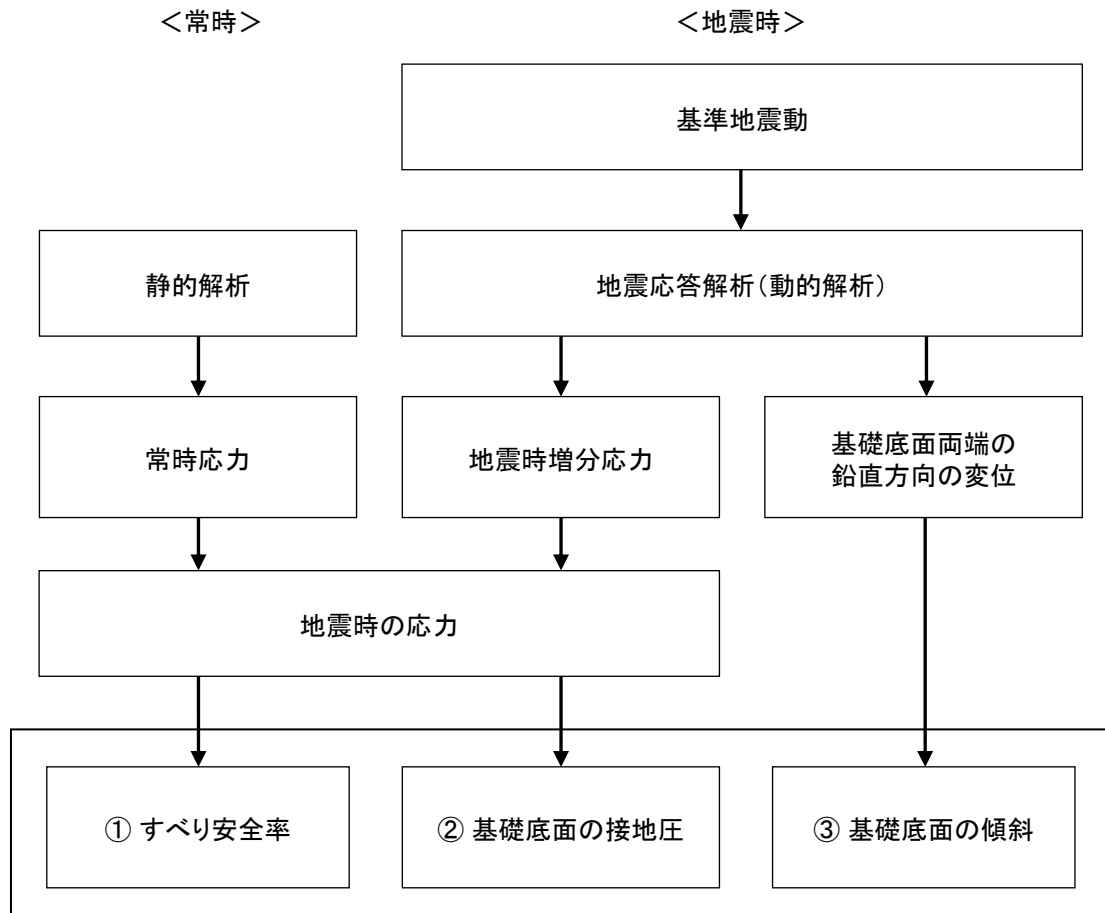 ＜常時＞
＜地震時＞
基準地震動
静的解析
地震応答解析（動的解析）
常時応力
地震時増分応力
基礎底面両端の
鉛直方向の変位
地震時の応力
① すべり安全率
② 基礎底面の接地圧
③ 基礎底面の傾斜